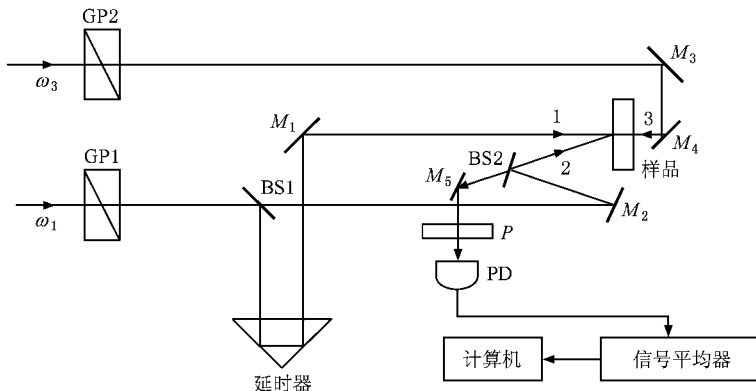 GP2
ω₃
M₃
M₁
1
3
M₄
GP1
BS1
BS2
2
样品
M₅
M₂
ω₁
P
PD
延时器
计算机
信号平均器